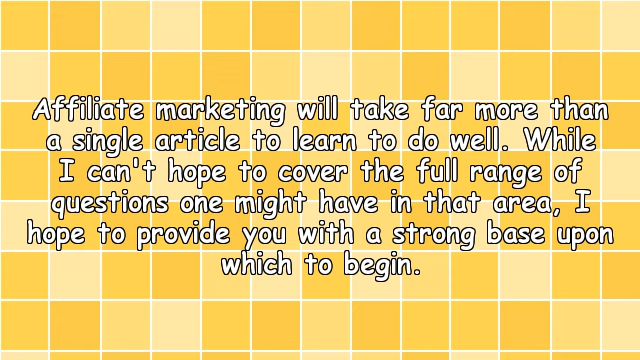 Affiliate marketing will take far more than
a single article to learn to do well. While
I can't hope to cover the full range of
questions one might have in that area, I
hope to provide you with a strong base upon
which to begin.